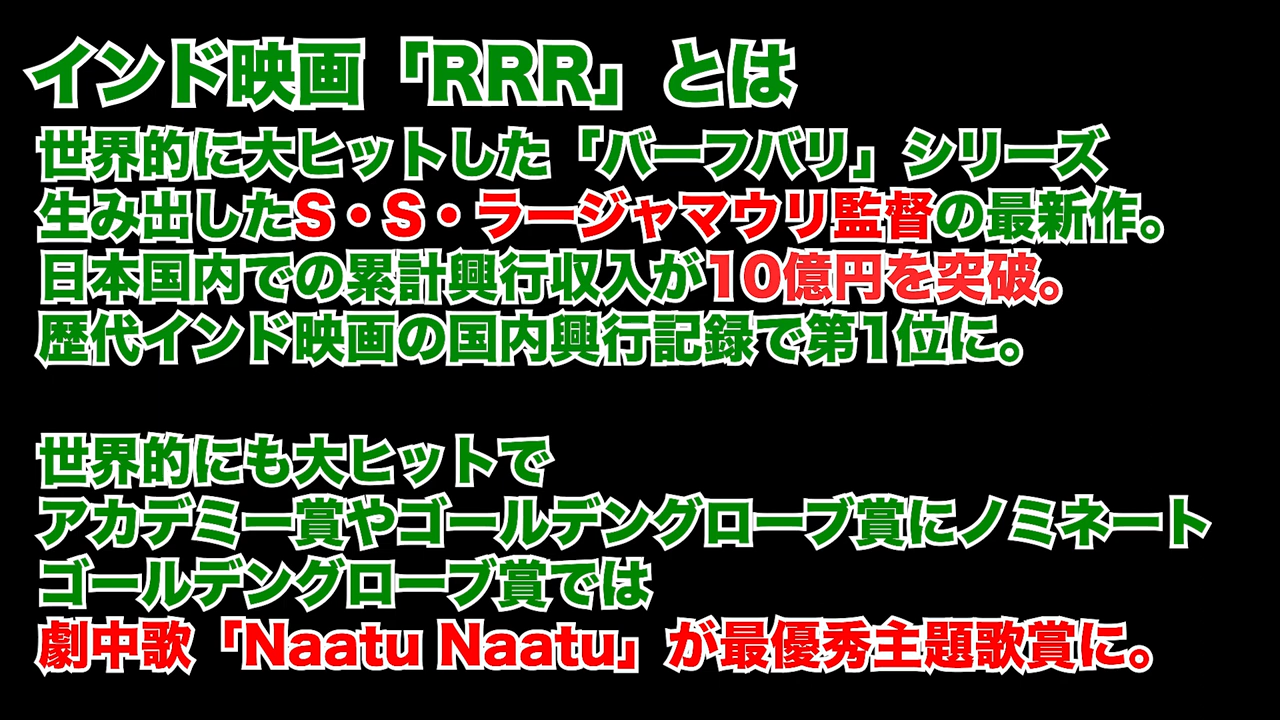 インド映画「RRR」とは
世界的に大ヒットした「バーフバリ」シリーズ
生み出したS・S・ラージャマウリ監督の最新作。
日本国内での累計興行収入が10億円を突破。
歴代インド映画の国内興行記録で第1位に。
世界的にも大ヒットで
アカデミー賞やゴールデングローブ賞にノミネート
ゴールデングローブ賞では
劇中歌「Naatu Naatu」が最優秀主題歌賞に。